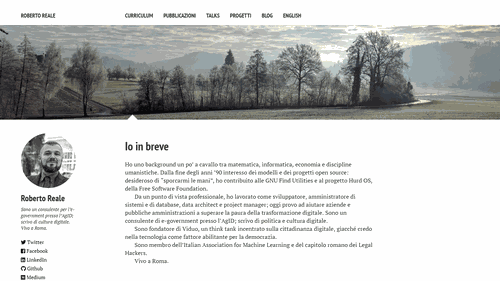 ROBERTO REALE
CURRICULUM PUBBLICAZIONI TALKS PROGETTI BLOG ENGLISH
Roberto Reale
Sono un consulente per l'e-
government presso l'AgID;
scrivo di cultura digitale.
Vivo a Roma.
Twitter
Facebook
LinkedIn
Github
Medium
Io in breve
Ho uno background un po' a cavallo tra matematica, informatica, economia e discipline
umanistiche. Dalla fine degli anni '90 interesso dei modelli e dei progetti open source:
desideroso di "sporcarmi le mani", ho contribuito alle GNU Find Utilities e al progetto Hurd OS,
della Free Software Foundation.
Da un punto di vista professionale, ho lavorato come sviluppatore, amministratore di
sistemi e di database, data architect e project manager; oggi provo ad aiutare aziende e
pubbliche amministrazioni a superare la paura della trasformazione digitale. Sono un
consulente di e-government presso l'AgID; scrivo di politica e cultura digitale.
Sono fondatore di Viduo, un think tank incentrato sulla cittadinanza digitale, giacché credo
nella tecnologia come fattore abilitante per la democrazia.
Sono membro dell'Italian Association for Machine Learning e del capitolo romano dei Legal
Hackers.
Vivo a Roma.